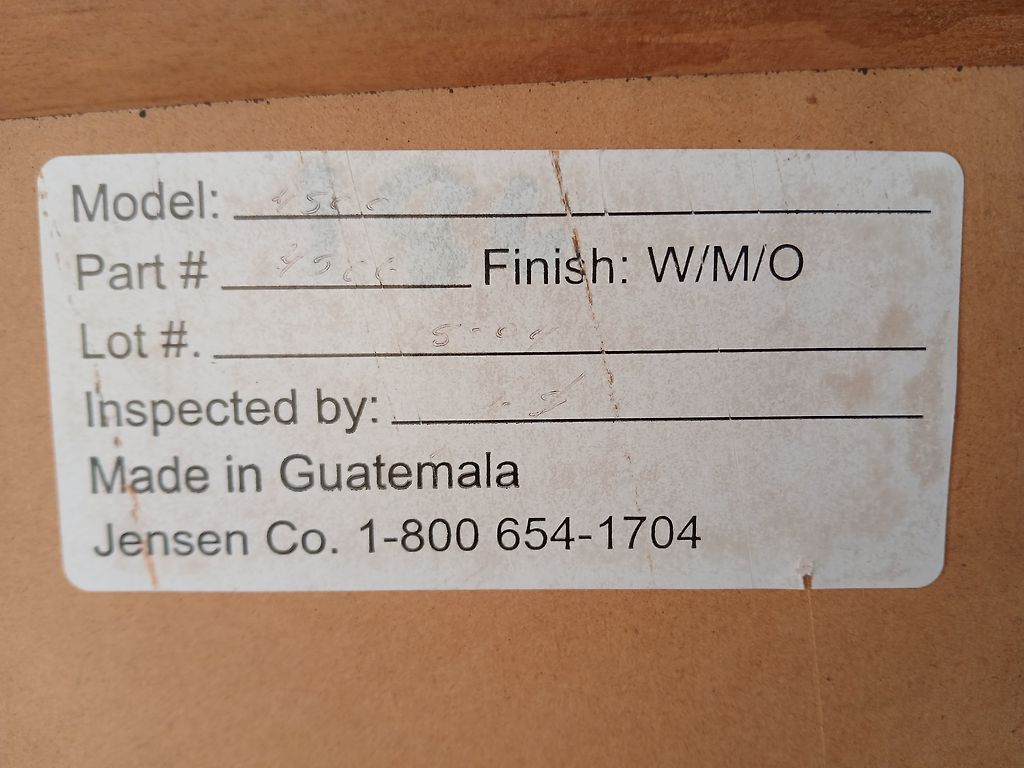 Model:
Part # Finish: W/M/O
Lot #.
Inspected by:
Made in Guatemala
Jensen Co. 1-800 654-1704